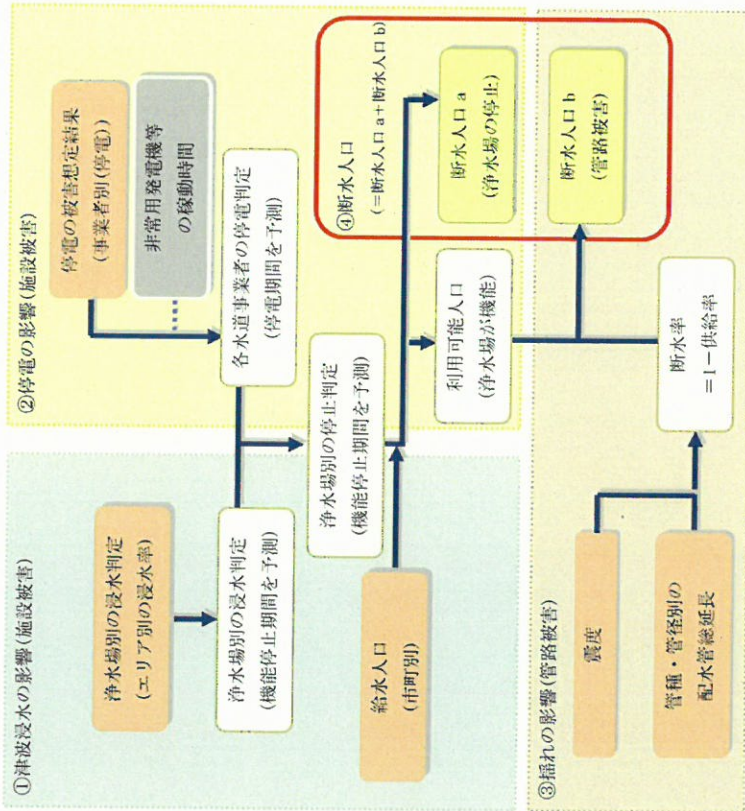 ①津波浸水の影響(施設被害)
浄水場別の浸水判定
(エリア別の浸水率)
浄水場別の浸水判定
(機能停止期間を予測)
給水人口
(市町別)
②停電の影響(施設被害)
停電の被害想定結果
(事業者別(停電))
非常用発電機等
の稼動時間
各水道事業者の停電判定
(停電期間を予測)
浄水場別の停止判定
(機能停止期間を予測)
利用可能人口
(浄水場が機能)
④断水人口
(=断水人口a+断水人口b)
断水人口a
(浄水場の停止)
断水人口b
(管路被害)
③揺れの影響(管路被害)
震度
管種・管径別の
配水管総延長
断水率
=1-供給率